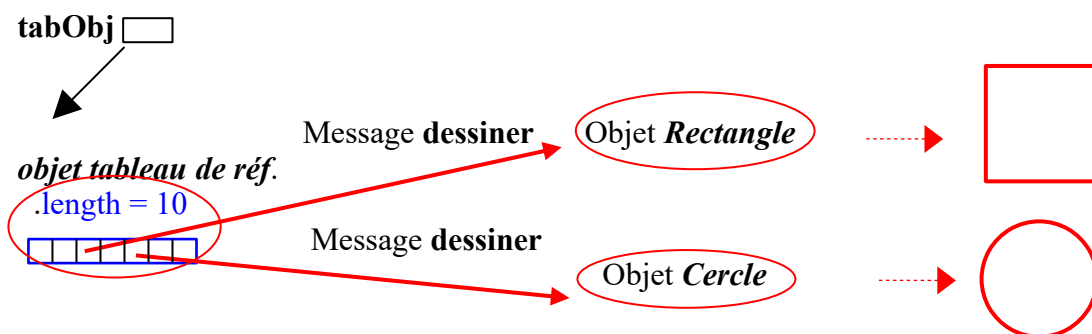 tabObj
Message dessiner
Objet Rectangle
objet tableau de réf.
.length = 10
Message dessiner
Objet Cercle